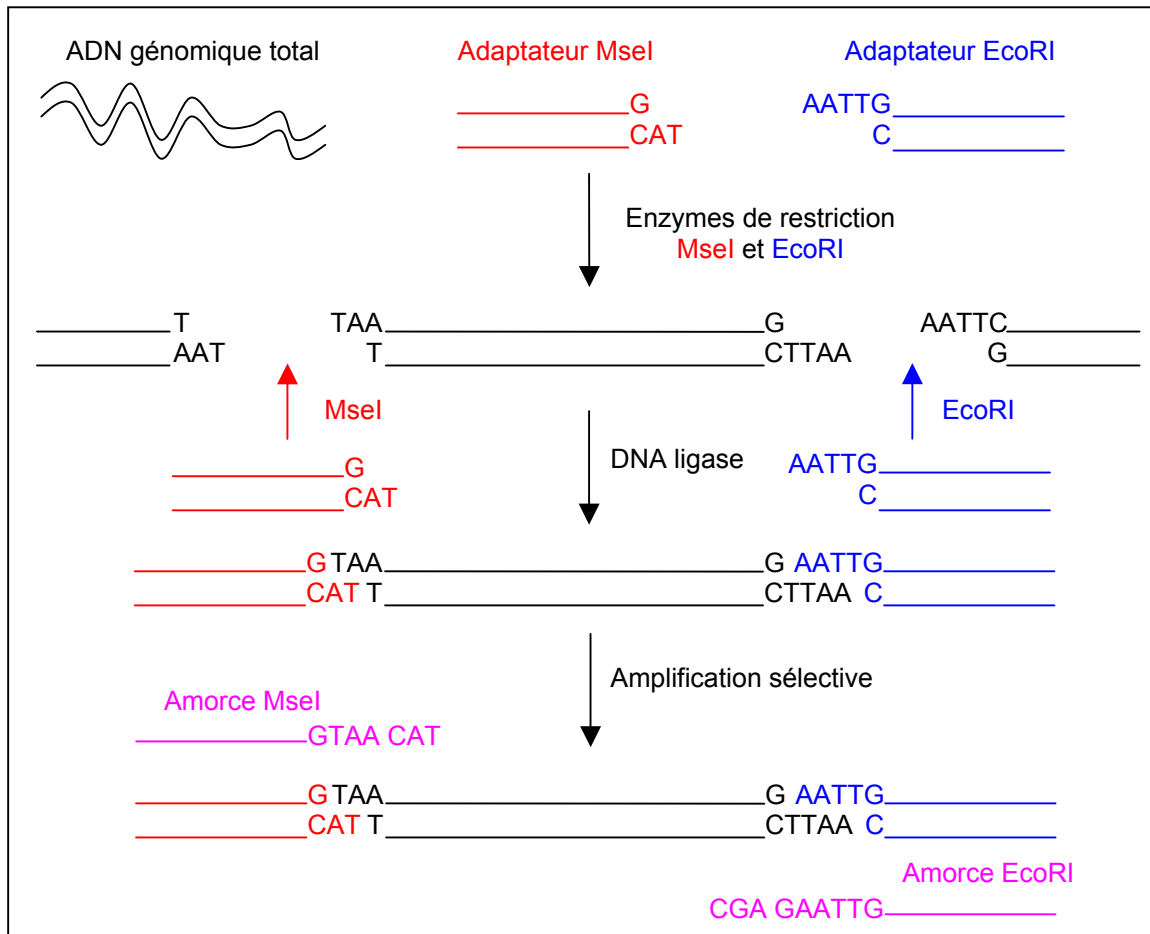 ADN génomique total
Adaptateur MseI
Adaptateur EcoRI
G
CAT
AATTG
C
Enzymes de restriction
MseI et EcoRI
T
AAT
TAA
T
G
CTTAA
AATTC
G
MseI
DNA ligase
EcoRI
G
CAT
AATTG
C
G TAA
CAT T
G AATTG
CTTAA C
Amplification sélective
Amorce MseI
GTAA CAT
G TAA
CAT T
G AATTG
CTTAA C
Amorce EcoRI
CGA GAATTG